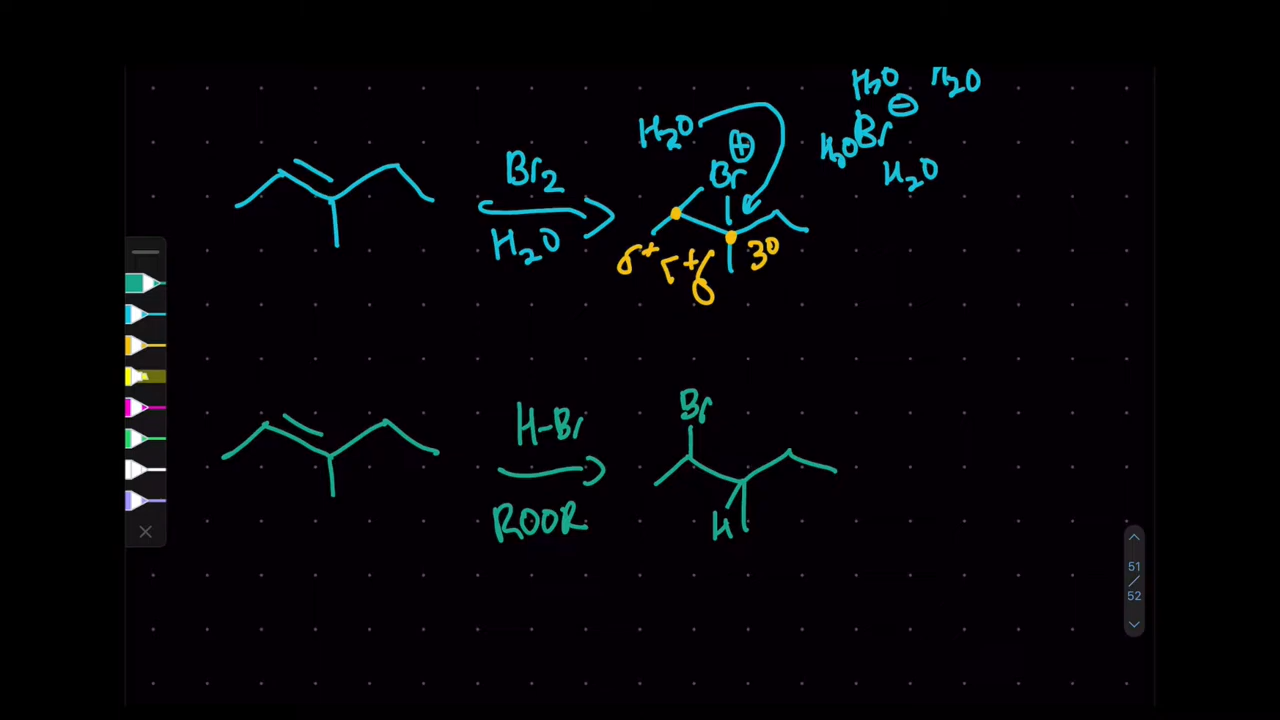 H₂O H₂O
H₂O ⊕ Br ⊖
Br₂ Br H₂O H₂O
H₂O δ+ δ+ 3°
Br
H-Br
ROOR H
51
/
52